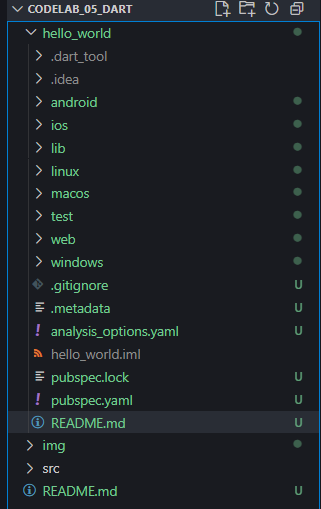 CODELAB_05_DART
hello_world
.dart_tool
.idea
android
ios
lib
linux
macos
test
web
windows
.gitignore U
.metadata U
! analysis_options.yaml U
hello_world.iml
pubspec.lock U
! pubspec.yaml U
README.md U
img
src
README.md U